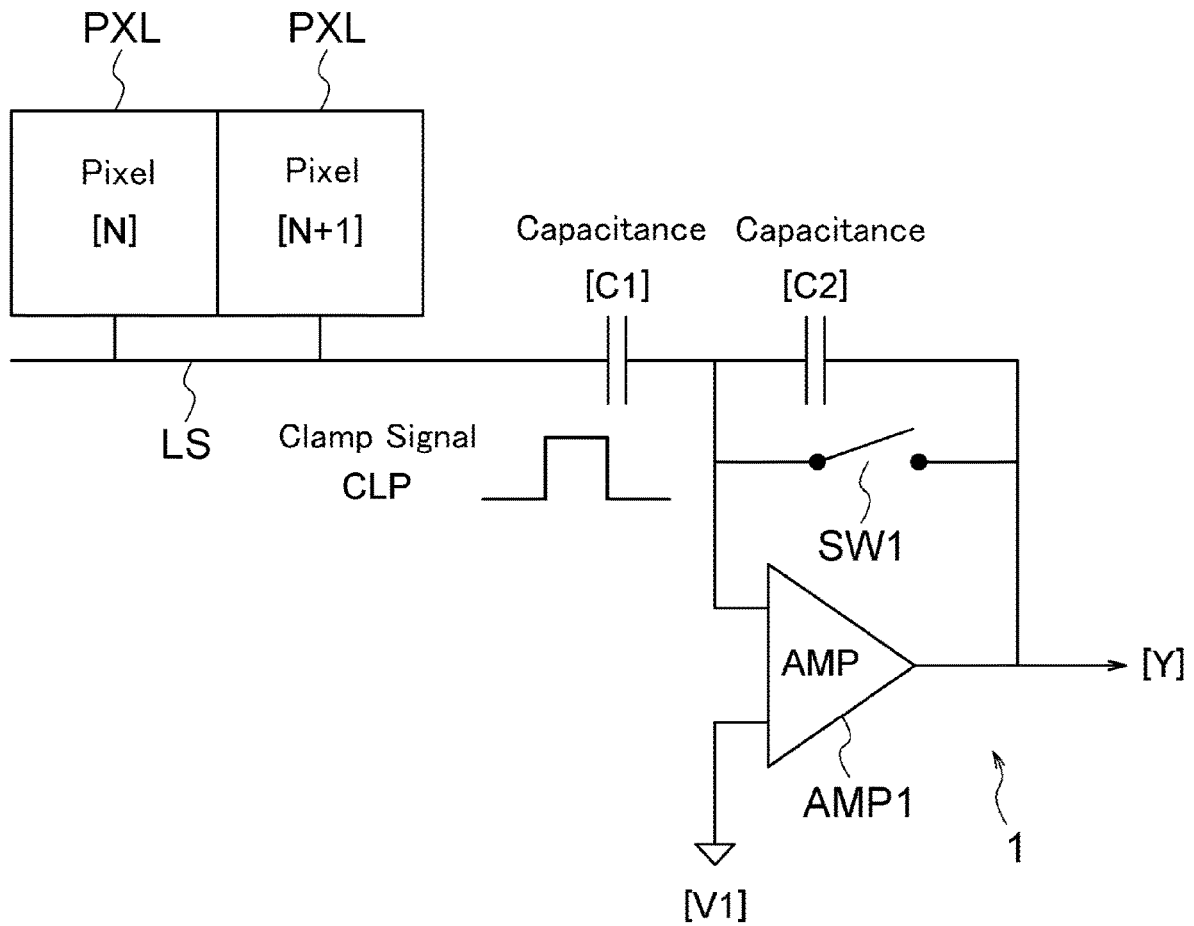 PXL PXL
Pixel Pixel
[N] [N+1]
Capacitance Capacitance
[C1] [C2]
LS
Clamp Signal
CLP
SW1
AMP
[Y]
AMP1
1
[V1]